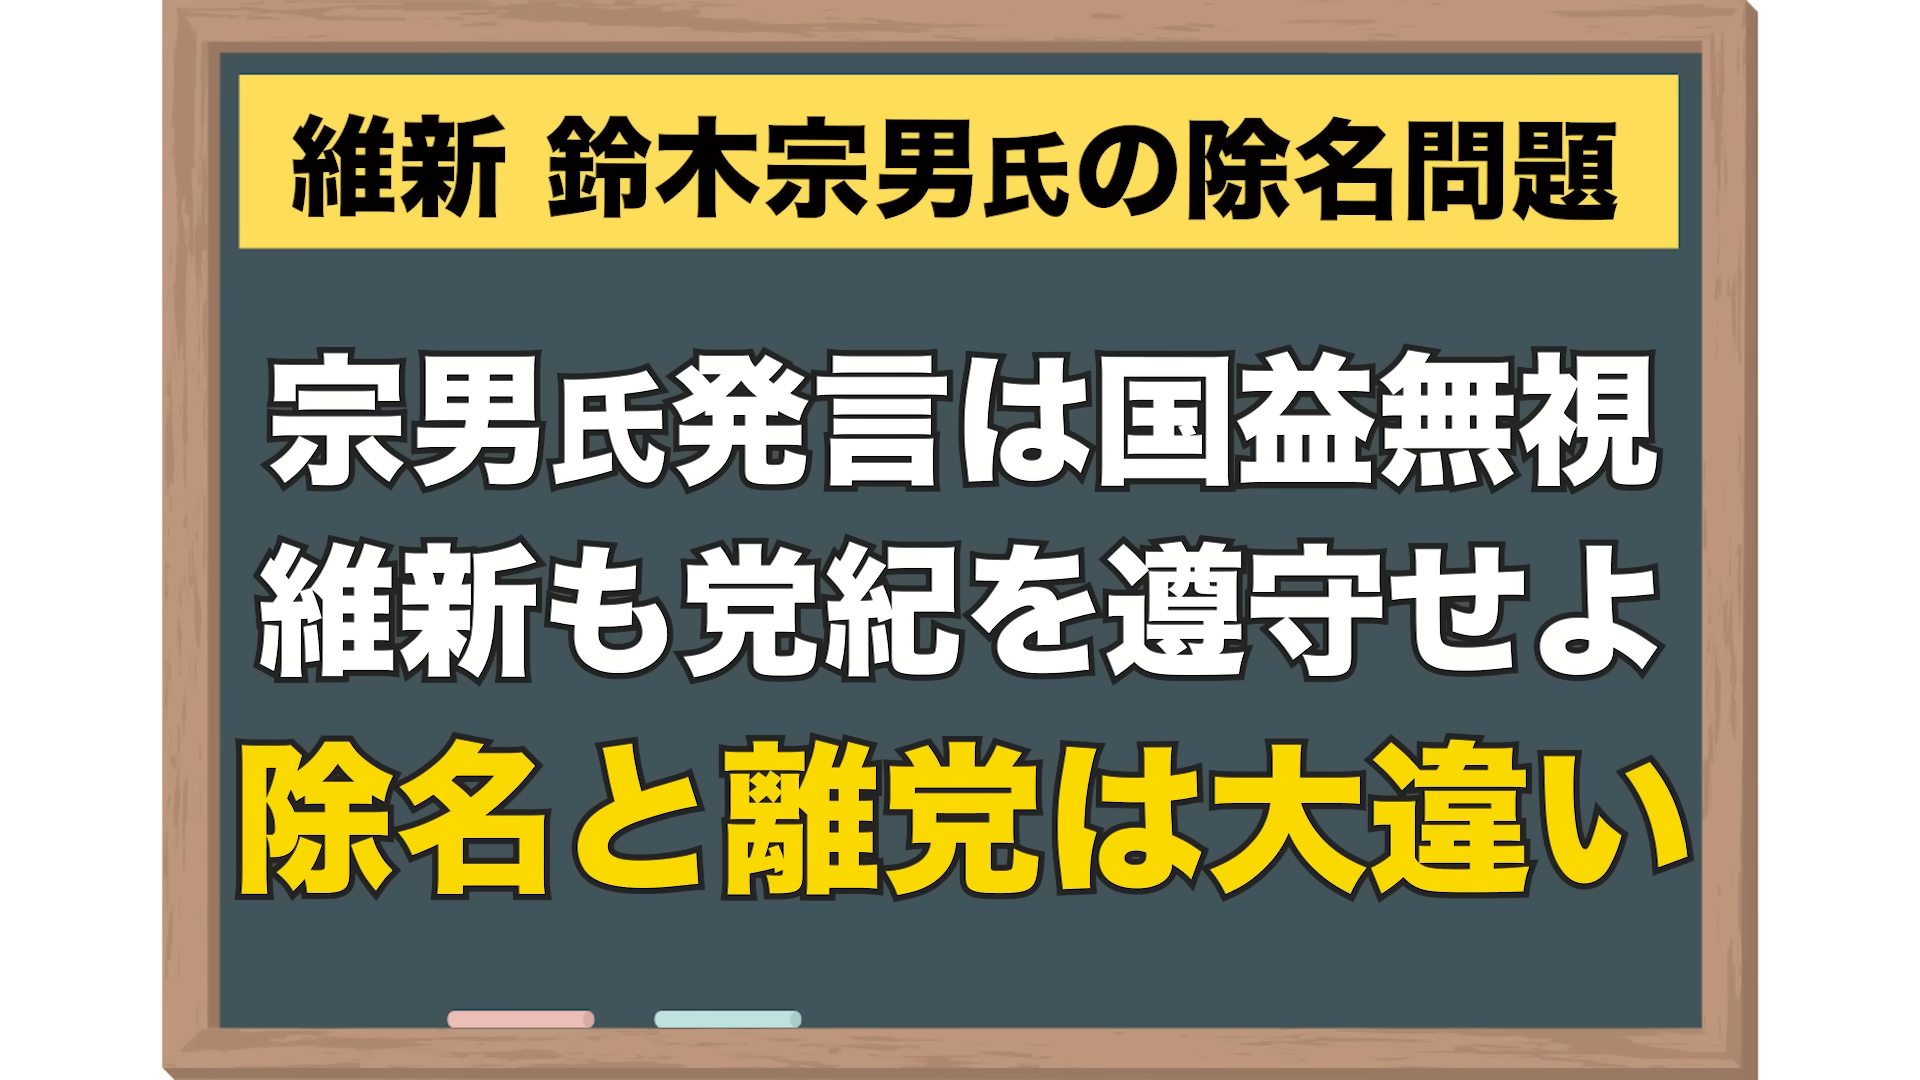 維新 鈴木宗男氏の除名問題
宗男氏発言は国益無視
維新も党紀を遵守せよ
除名と離党は大違い